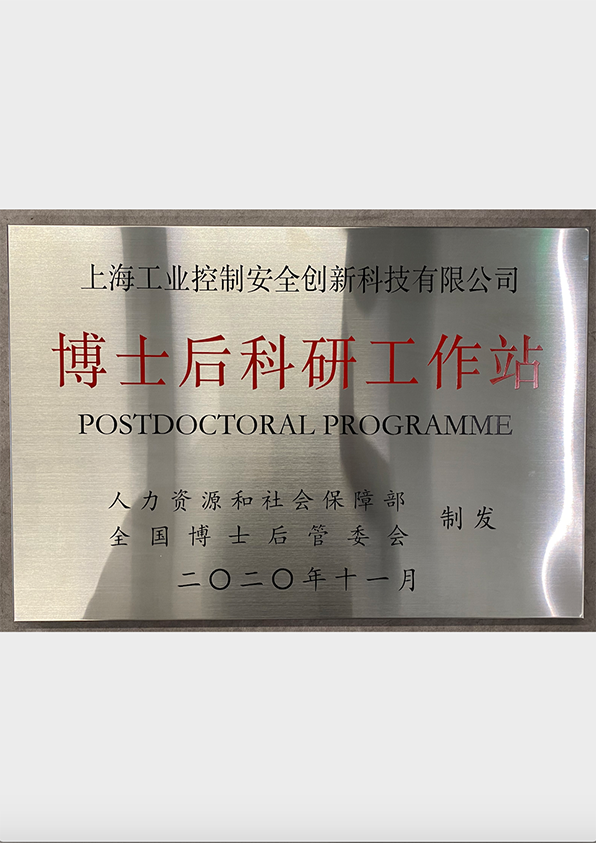 上海工业控制安全创新科技有限公司
博士后科研工作站
POSTDOCTORAL PROGRAMME
人力资源和社会保障部
全国博士后管委会
制发
二〇二〇年十一月